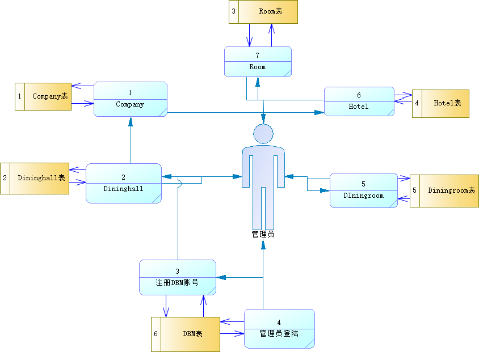 3 Room表
7
Room
1 Company表
1
Company
6
Hotel
4 Hotel表
2 Dininghall表
2
Dininghall
管理员
5
Diningroom
5 Diningroom表
3
注册DBM账号
4
管理员登陆
6 DBM表